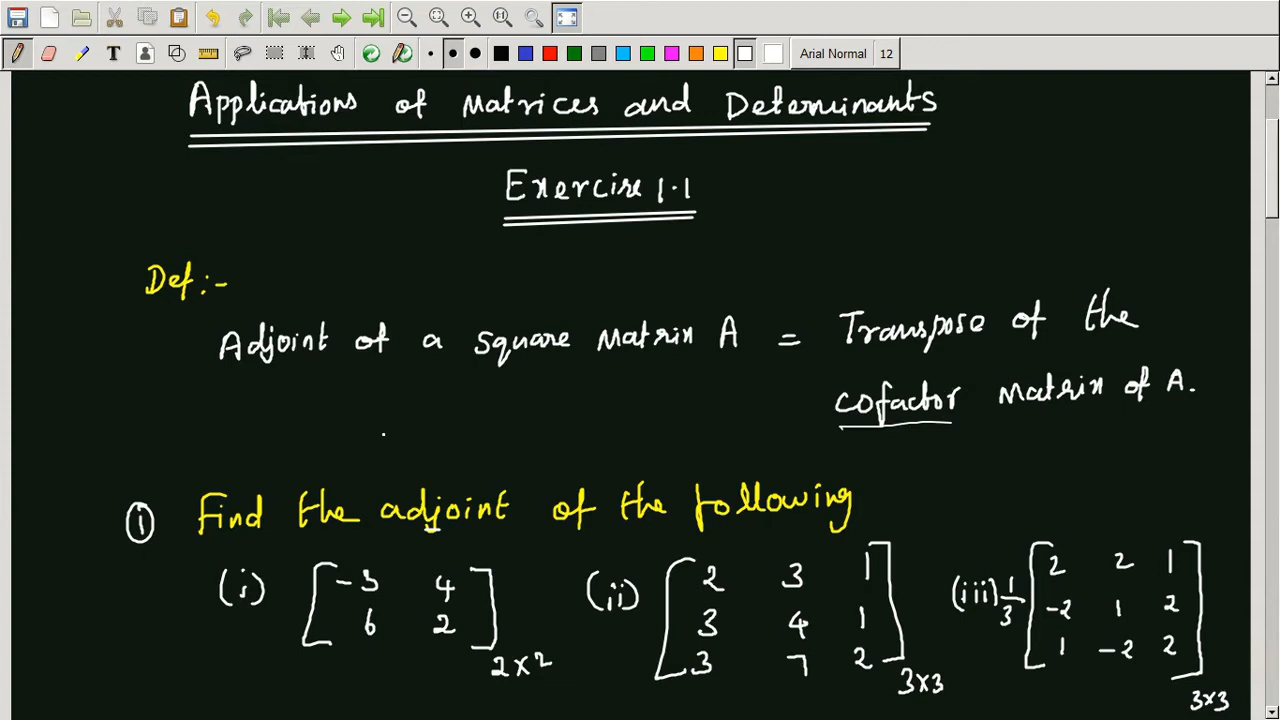 Arial Normal 12
Applications of Matrices and Determinants
Exercise 1.1
Def:-
Adjoint of a square matrix A = Transpose of the
cofactor matrix of A.
① Find the adjoint of the following
(i) [-3 4 (ii) [2 3 1] (iii) 1/3 [2 2 1
6 2] 3 4 1 -2 1 2
2x2 3 7 2] 3x3 1 -2 2] 3x3